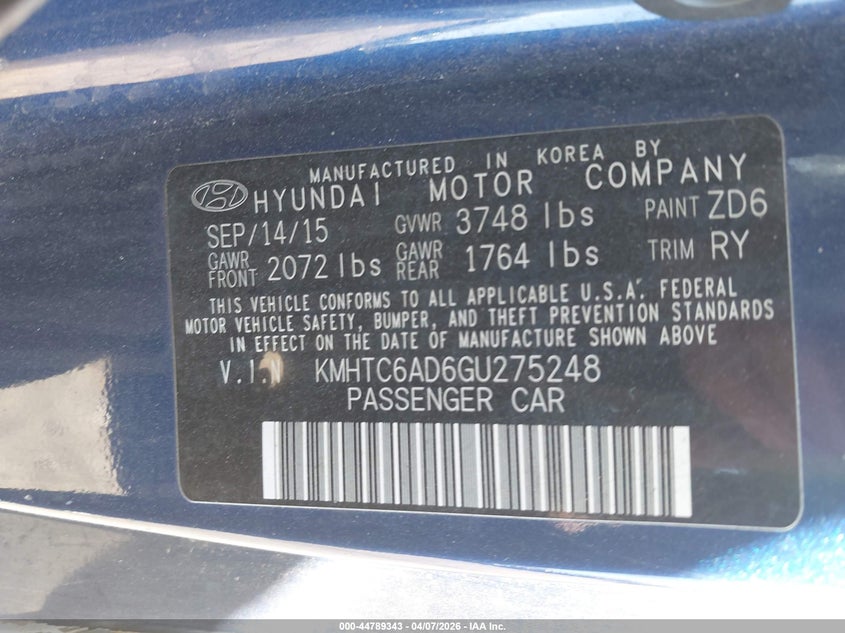 MANUFACTURED IN KOREA BY
HYUNDAI MOTOR COMPANY
SEP/14/15 GVWR 3748 lbs PAINT ZD6
GAWR FRONT 2072 lbs GAWR REAR 1764 lbs TRIM RY
THIS VEHICLE CONFORMS TO ALL APPLICABLE U.S.A. FEDERAL
MOTOR VEHICLE SAFETY, BUMPER, AND THEFT PREVENTION STANDARDS
IN EFFECT ON THE DATE OF MANUFACTURE SHOWN ABOVE
V.I.N KMHTC6AD6GU275248
PASSENGER CAR
000-44789343 | 04/07/2026 | IAA Inc.